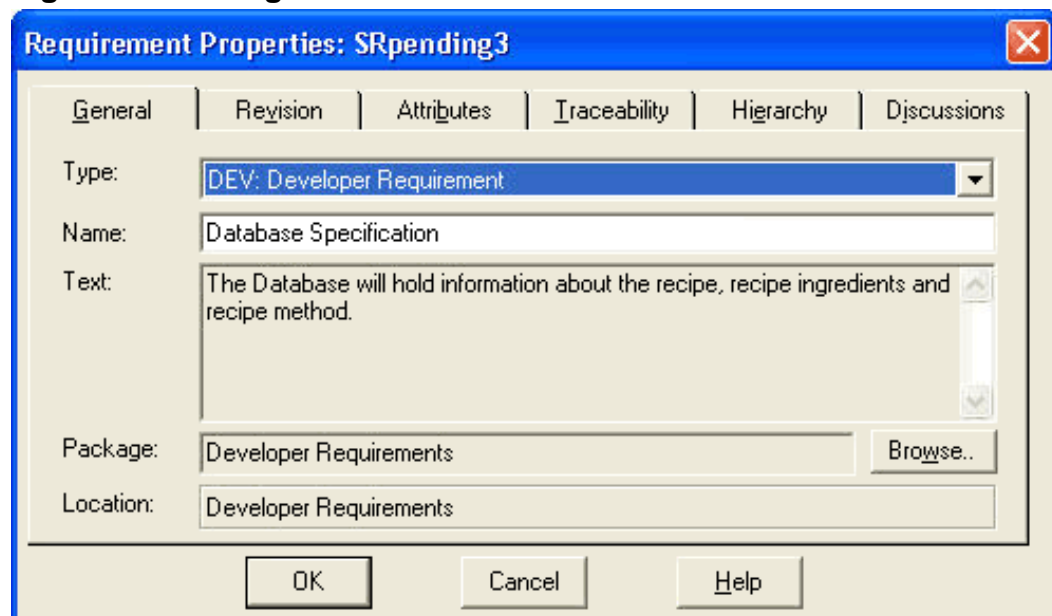 Requirement Properties: SRpending3
General Revision Attributes Traceability Hierarchy Discussions
Type: DEV: Developer Requirement
Name: Database Specification
Text: The Database will hold information about the recipe, recipe ingredients and
recipe method.
Package: Developer Requirements Browse..
Location: Developer Requirements
OK Cancel Help